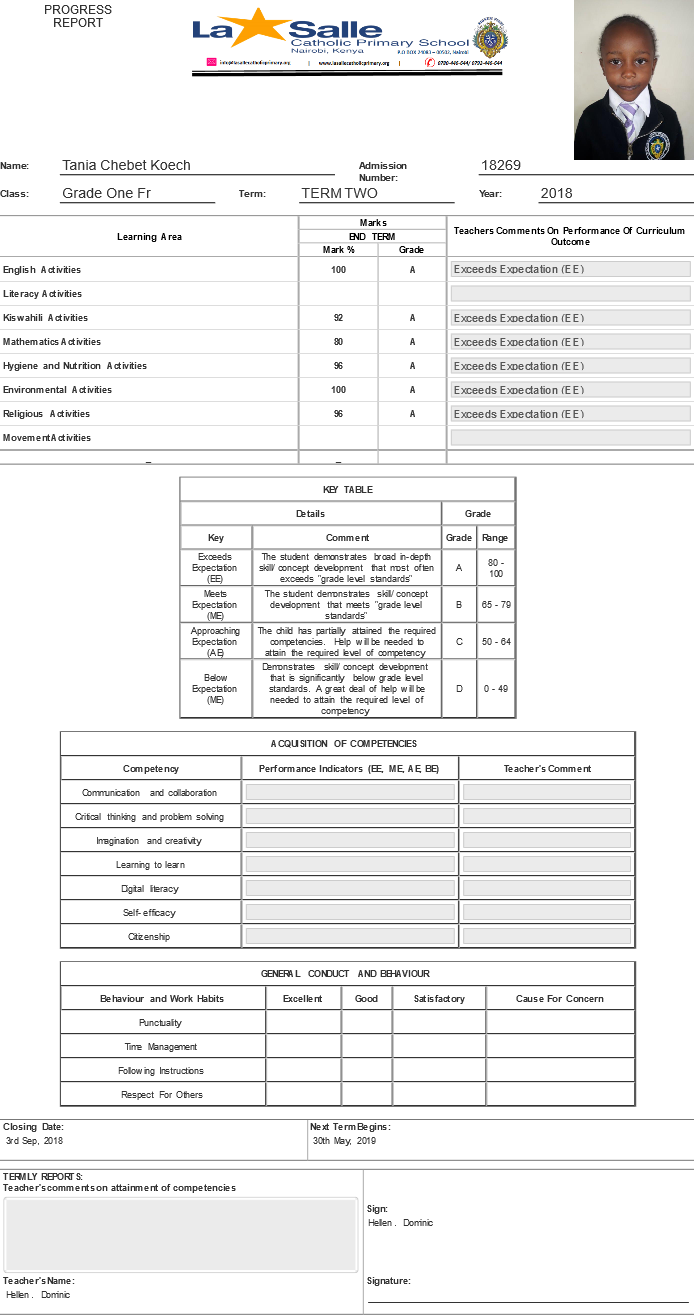 PROGRESS
REPORT
La Salle
Catholic Primary School
Nairobi, Kenya
P.O BOX 24083 – 00502, Nairobi
info@lasallecatholicprimary.org | www.lasallecatholicprimary.org | 0780-446-044/ 0792-446-044
Name: Tania Chebet Koech Admission Number: 18269
Class: Grade One Fr Term: TERM TWO Year: 2018
Learning Area Marks Teachers Comments On Performance Of Curriculum Outcome
END TERM
Mark % Grade
English Activities 100 A Exceeds Expectation (EE)
Literacy Activities
Kiswahili Activities 92 A Exceeds Expectation (EE)
Mathematics Activities 80 A Exceeds Expectation (EE)
Hygiene and Nutrition Activities 96 A Exceeds Expectation (EE)
Environmental Activities 100 A Exceeds Expectation (EE)
Religious Activities 96 A Exceeds Expectation (EE)
Movement Activities
KEY TABLE
Details Grade
Key Comment Grade Range
Exceeds Expectation (EE) The student demonstrates broad in-depth skill/ concept development that most often exceeds "grade level standards" A 80 - 100
Meets Expectation (ME) The student demonstrates skill/ concept development that meets "grade level standards" B 65 - 79
Approaching Expectation (AE) The child has partially attained the required competencies. Help will be needed to attain the required level of competency C 50 - 64
Below Expectation (ME) Demonstrates skill/ concept development that is significantly below grade level standards. A great deal of help will be needed to attain the required level of competency D 0 - 49
ACQUISITION OF COMPETENCIES
Competency Performance Indicators (EE, ME, AE, BE) Teacher's Comment
Communication and collaboration
Critical thinking and problem solving
Imagination and creativity
Learning to learn
Digital literacy
Self- efficacy
Citizenship
GENERAL CONDUCT AND BEHAVIOUR
Behaviour and Work Habits Excellent Good Satisfactory Cause For Concern
Punctuality
Time Management
Following Instructions
Respect For Others
Closing Date: Next Term Begins:
3rd Sep, 2018 30th May, 2019
TERMLY REPORTS:
Teacher's comments on attainment of competencies
Sign:
Hellen . Dominic
Teacher's Name: Signature:
Hellen . Dominic